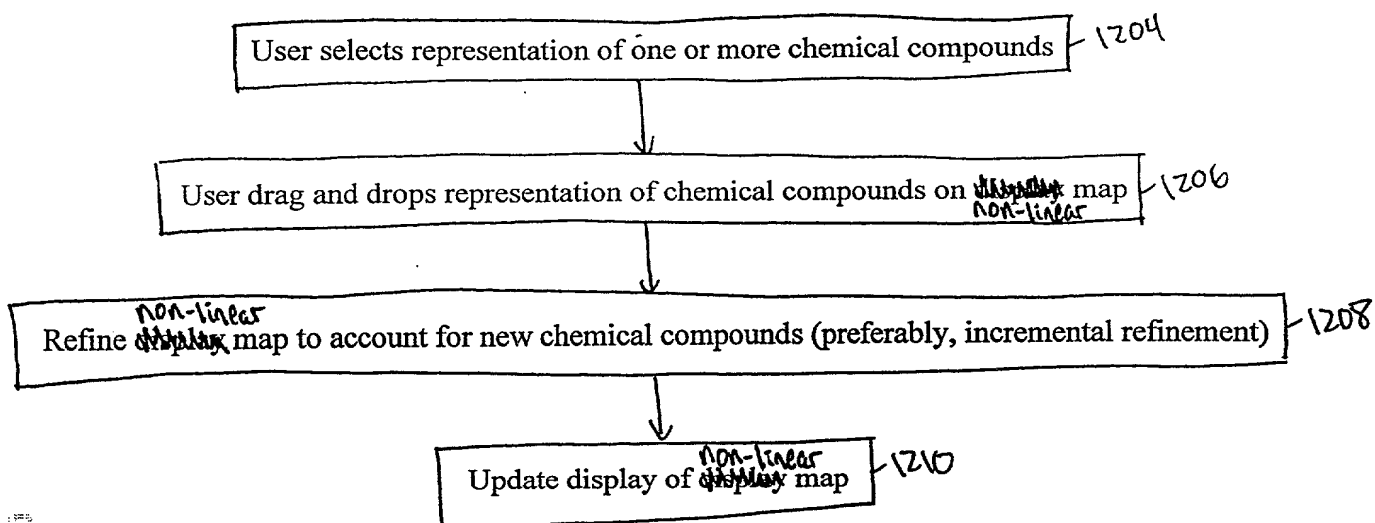 User selects representation of one or more chemical compounds 1204
User drag and drops representation of chemical compounds on non-linear map 1206
Refine non-linear map to account for new chemical compounds (preferably, incremental refinement) 1208
Update display of non-linear map 1210